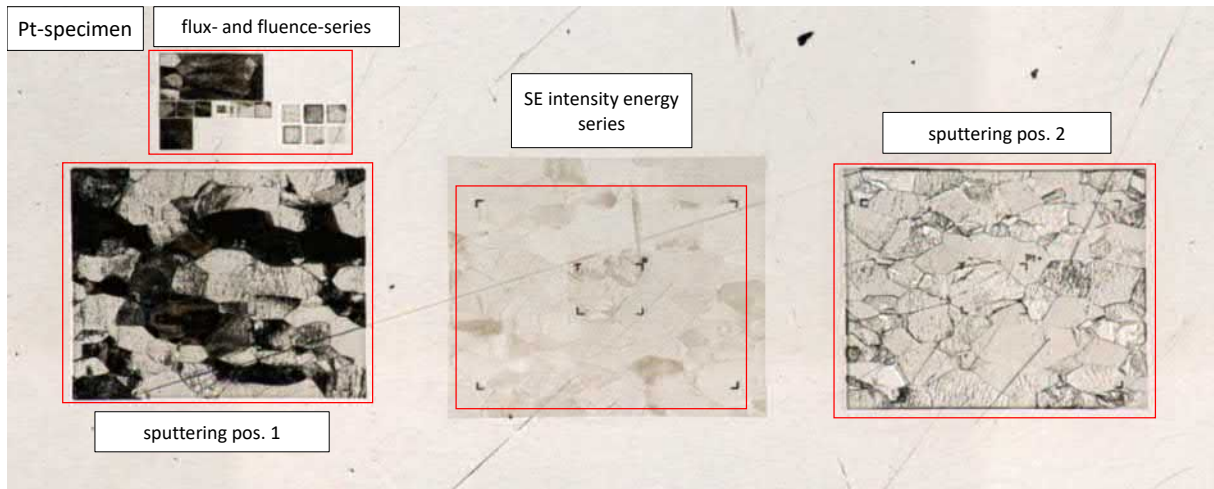 Pt-specimen
flux- and fluence-series
SE intensity energy
series
sputtering pos. 2
sputtering pos. 1